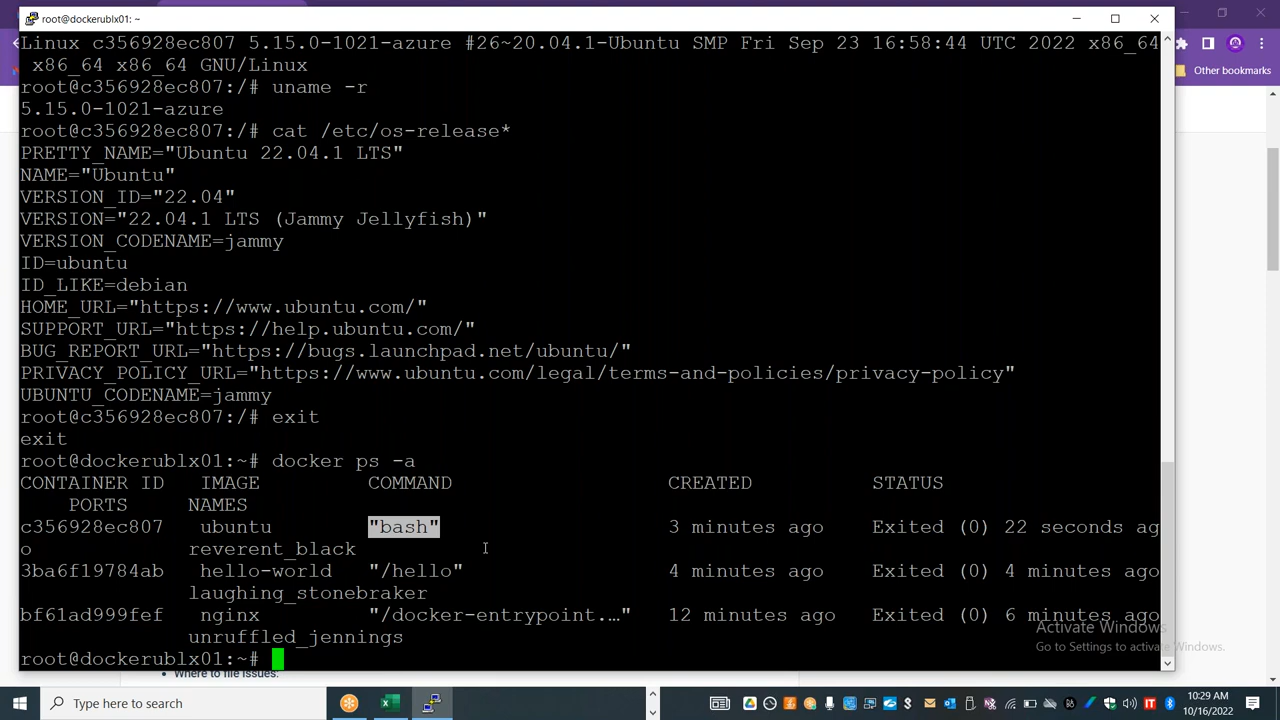 root@dockerublx01: ~
Linux c356928ec807 5.15.0-1021-azure #26~20.04.1-Ubuntu SMP Fri Sep 23 16:58:44 UTC 2022 x86_64
x86_64 x86_64 GNU/Linux
root@c356928ec807:/# uname -r
5.15.0-1021-azure
root@c356928ec807:/# cat /etc/os-release*
PRETTY_NAME="Ubuntu 22.04.1 LTS"
NAME="Ubuntu"
VERSION_ID="22.04"
VERSION="22.04.1 LTS (Jammy Jellyfish)"
VERSION_CODENAME=jammy
ID=ubuntu
ID_LIKE=debian
HOME_URL="https://www.ubuntu.com/"
SUPPORT_URL="https://help.ubuntu.com/"
BUG_REPORT_URL="https://bugs.launchpad.net/ubuntu/"
PRIVACY_POLICY_URL="https://www.ubuntu.com/legal/terms-and-policies/privacy-policy"
UBUNTU_CODENAME=jammy
root@c356928ec807:/# exit
exit
root@dockerublx01:~# docker ps -a
CONTAINER ID IMAGE COMMAND CREATED STATUS
PORTS NAMES
c356928ec807 ubuntu "bash" 3 minutes ago Exited (0) 22 seconds ag
o reverent_black
3ba6f19784ab hello-world "/hello" 4 minutes ago Exited (0) 4 minutes ago
laughing_stonebraker
bf61ad999fef nginx "/docker-entrypoint.…" 12 minutes ago Exited (0) 6 minutes ago
unruffled_jennings
root@dockerublx01:~#
Other bookmarks
Activate Windows
Go to Settings to activate Windows.
Where to file issues:
Type here to search
10:29 AM
10/16/2022